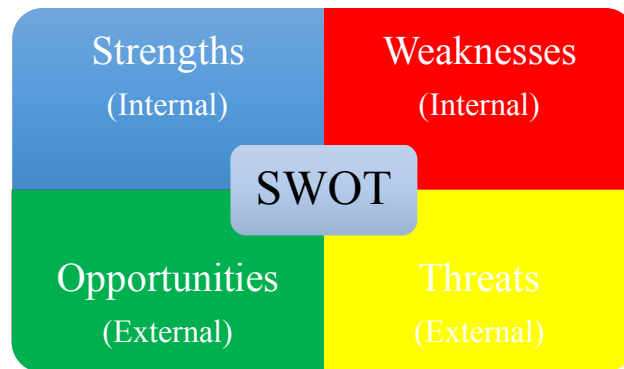 Strengths
(Internal)
Weaknesses
(Internal)
SWOT
Opportunities
(External)
Threats
(External)